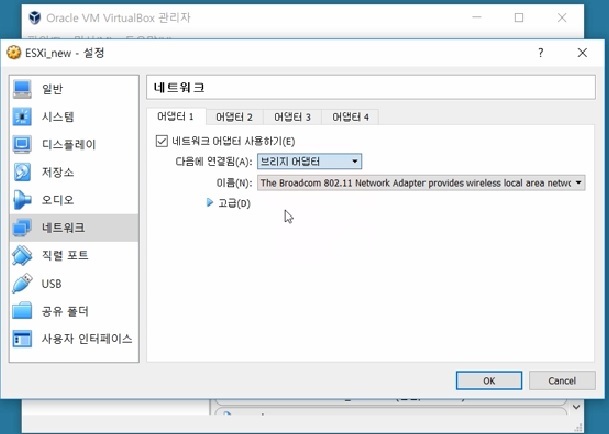 Oracle VM VirtualBox 관리자
ESXi_new - 설정
?
일반
시스템
디스플레이
저장소
오디오
네트워크
직렬 포트
USB
공유 폴더
사용자 인터페이스
네트워크
어댑터 1 어댑터 2 어댑터 3 어댑터 4
네트워크 어댑터 사용하기(E)
다음에 연결됨(A): 브리지 어댑터
이름(N): The Broadcom 802.11 Network Adapter provides wireless local area netwo
고급(D)
OK Cancel